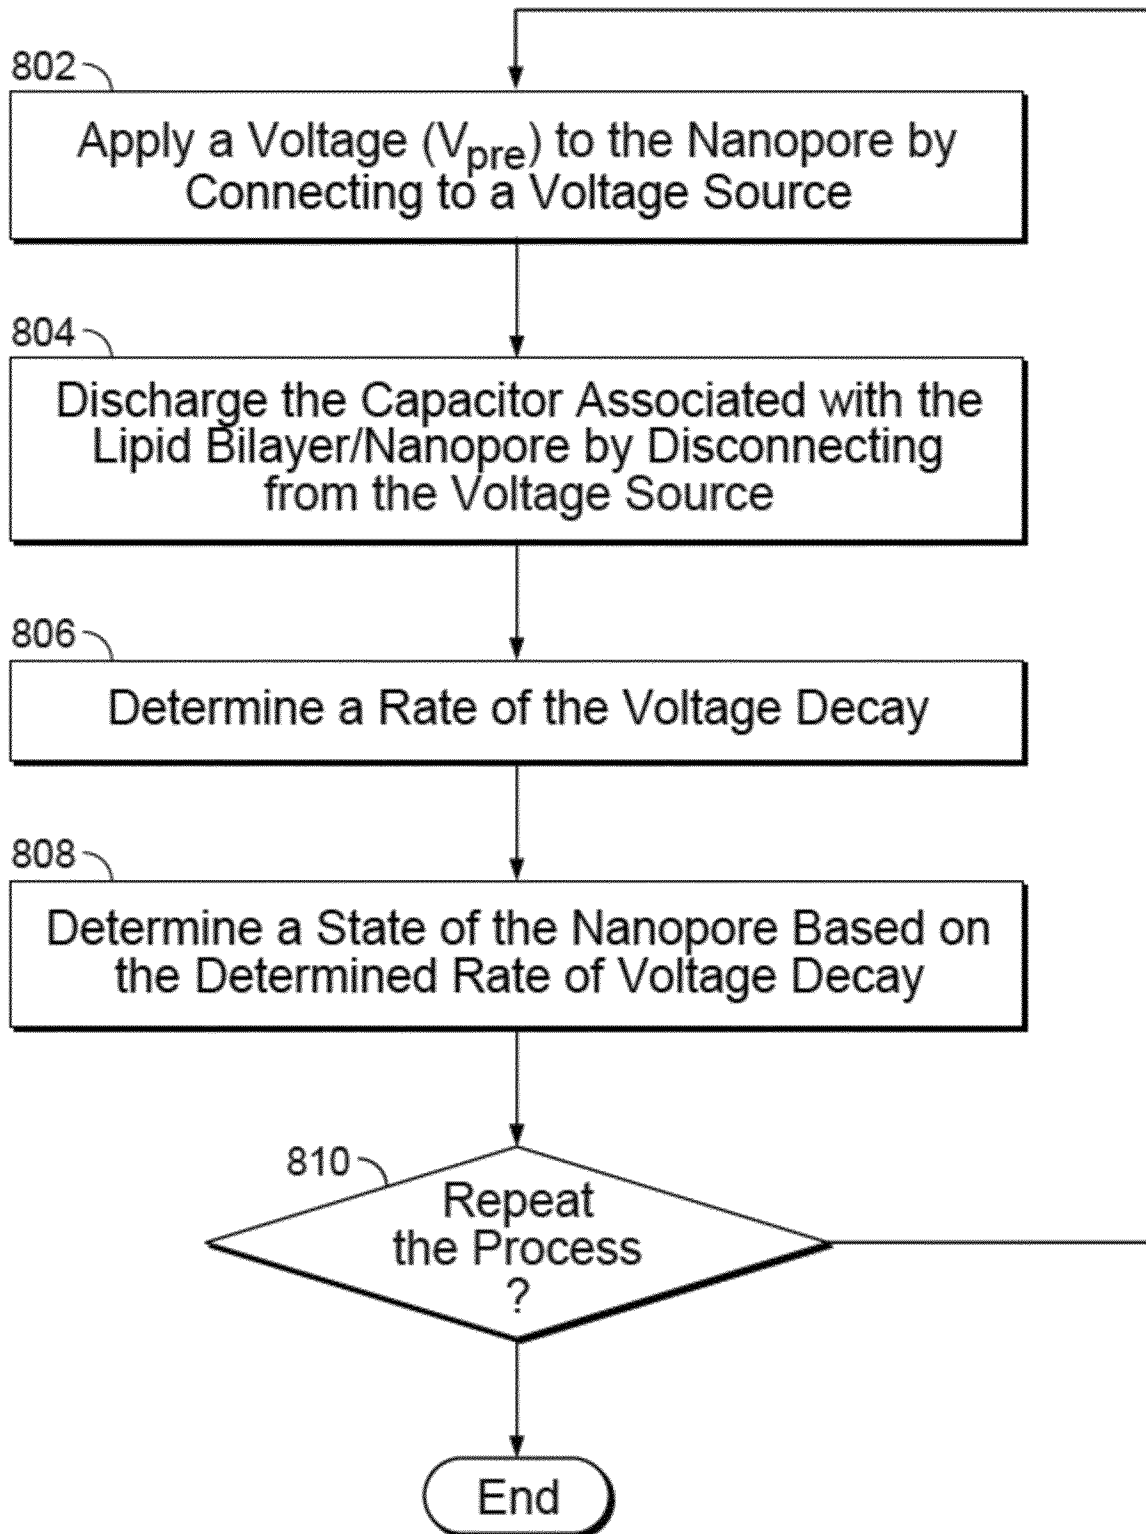 802
Apply a Voltage (Vpre) to the Nanopore by
Connecting to a Voltage Source
804
Discharge the Capacitor Associated with the
Lipid Bilayer/Nanopore by Disconnecting
from the Voltage Source
806
Determine a Rate of the Voltage Decay
808
Determine a State of the Nanopore Based on
the Determined Rate of Voltage Decay
810
Repeat
the Process
?
End